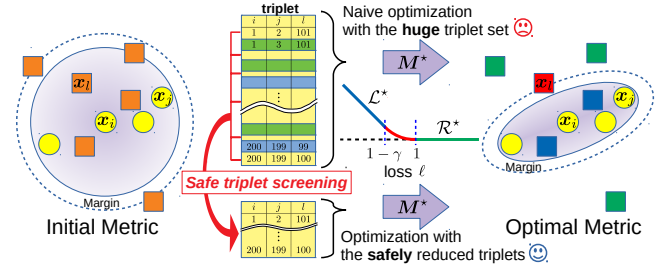 triplet
i j l
1 2 101
1 3 101
⋮
200 199 99
200 199 100
Naive optimization
with the huge triplet set
M*
x_l
x_j
x_i
Margin
Initial Metric
Safe triplet screening
ℒ*
ℛ*
1 − γ 1
loss ℓ
x_l
x_j
x_i
Margin
Optimal Metric
i j l
1 2 101
⋮
200 199 100
M*
Optimization with
the safely reduced triplets